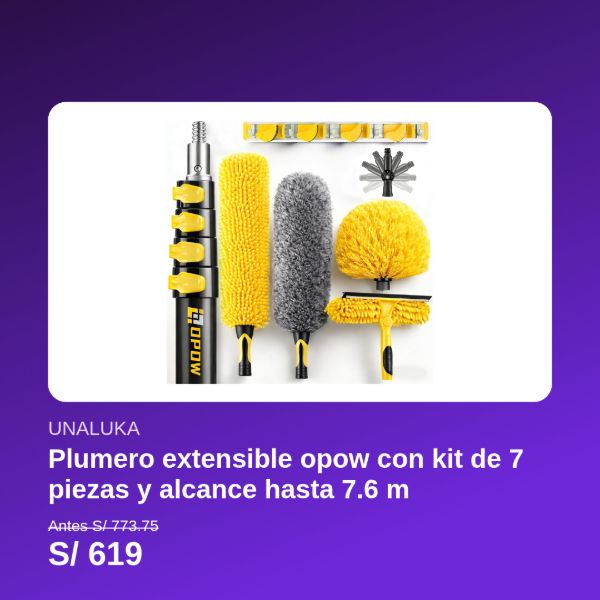 OPOW
UNALUKA
Plumero extensible opow con kit de 7
piezas y alcance hasta 7.6 m
Antes S/ 773.75
S/ 619